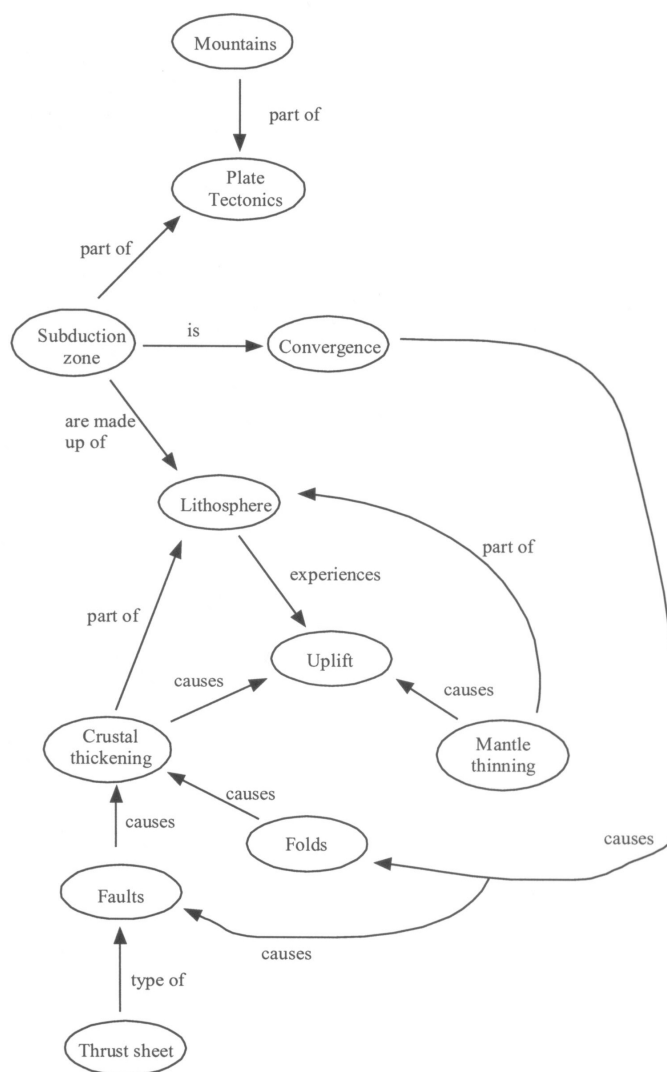 Mountains
part of
Plate
Tectonics
part of
Subduction
zone
is
Convergence
are made
up of
Lithosphere
part of
experiences
part of
Uplift
causes
causes
Crustal
thickening
Mantle
thinning
causes
causes
Folds
causes
Faults
causes
type of
Thrust sheet